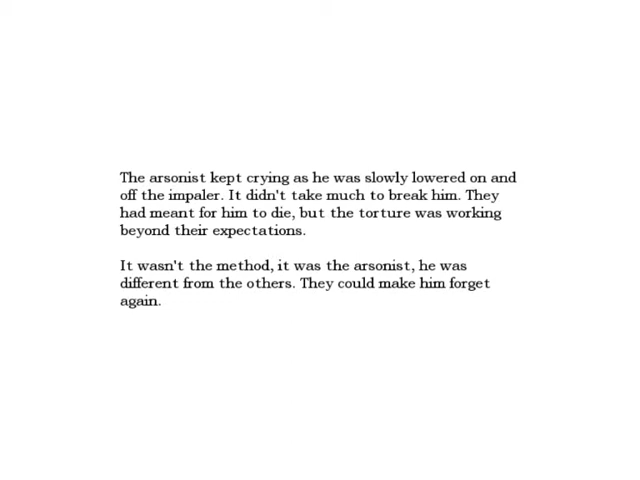 The arsonist kept crying as he was slowly lowered on and
off the impaler. It didn't take much to break him. They
had meant for him to die, but the torture was working
beyond their expectations.
It wasn't the method, it was the arsonist, he was
different from the others. They could make him forget
again.